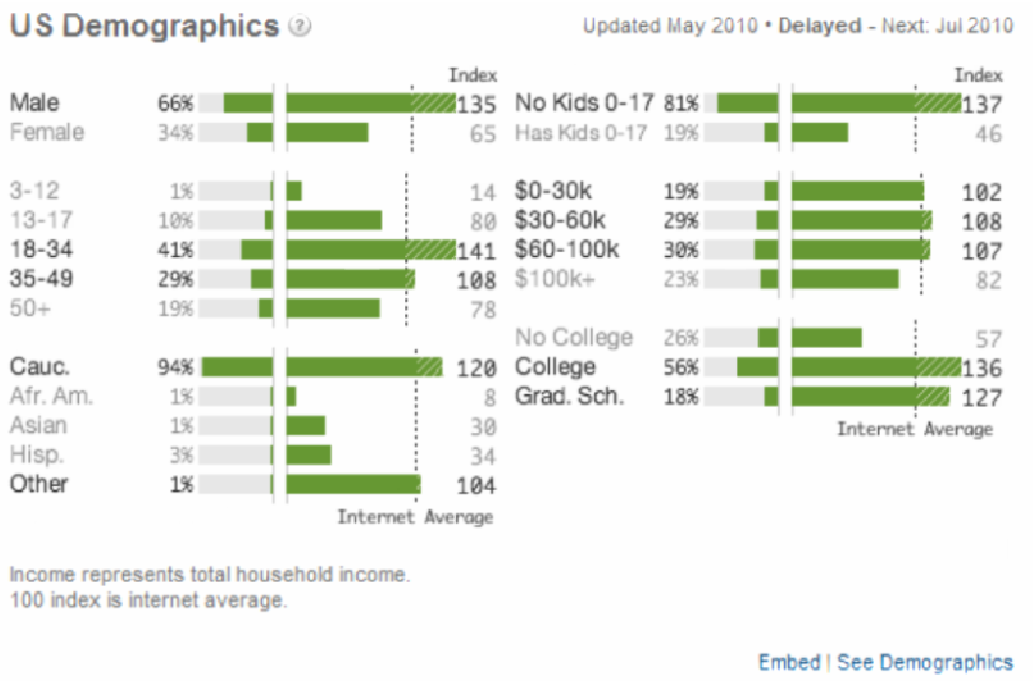 US Demographics ?
Updated May 2010 • Delayed - Next: Jul 2010
Index
Male 66% 135
Female 34% 65
3-12 1% 14
13-17 10% 80
18-34 41% 141
35-49 29% 108
50+ 19% 78
Cauc. 94% 120
Afr. Am. 1% 8
Asian 1% 30
Hisp. 3% 34
Other 1% 104
Internet Average
Index
No Kids 0-17 81% 137
Has Kids 0-17 19% 46
$0-30k 19% 102
$30-60k 29% 108
$60-100k 30% 107
$100k+ 23% 82
No College 26% 57
College 56% 136
Grad. Sch. 18% 127
Internet Average
Income represents total household income.
100 index is internet average.
Embed | See Demographics